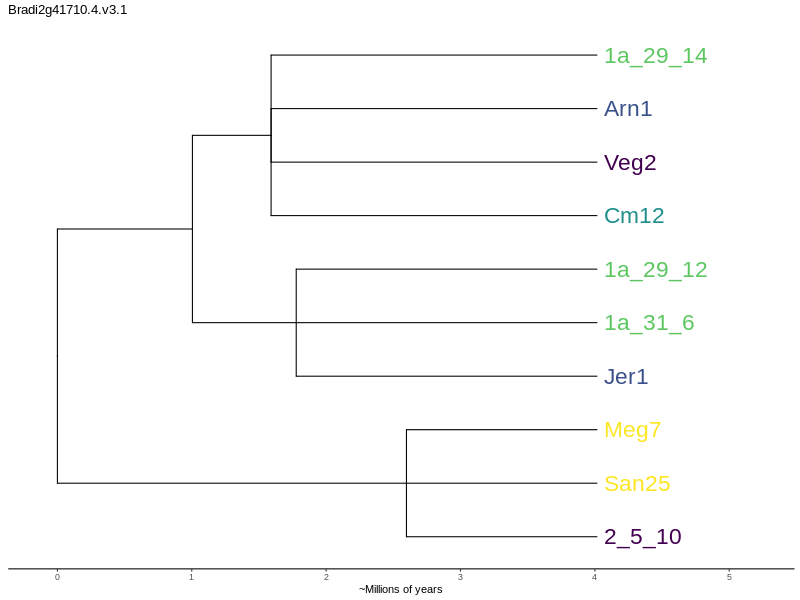 Bradi2g41710.4.v3.1
1a_29_14
Arn1
Veg2
Cm12
1a_29_12
1a_31_6
Jer1
Meg7
San25
2_5_10
0 1 2 3 4 5
~Millions of years